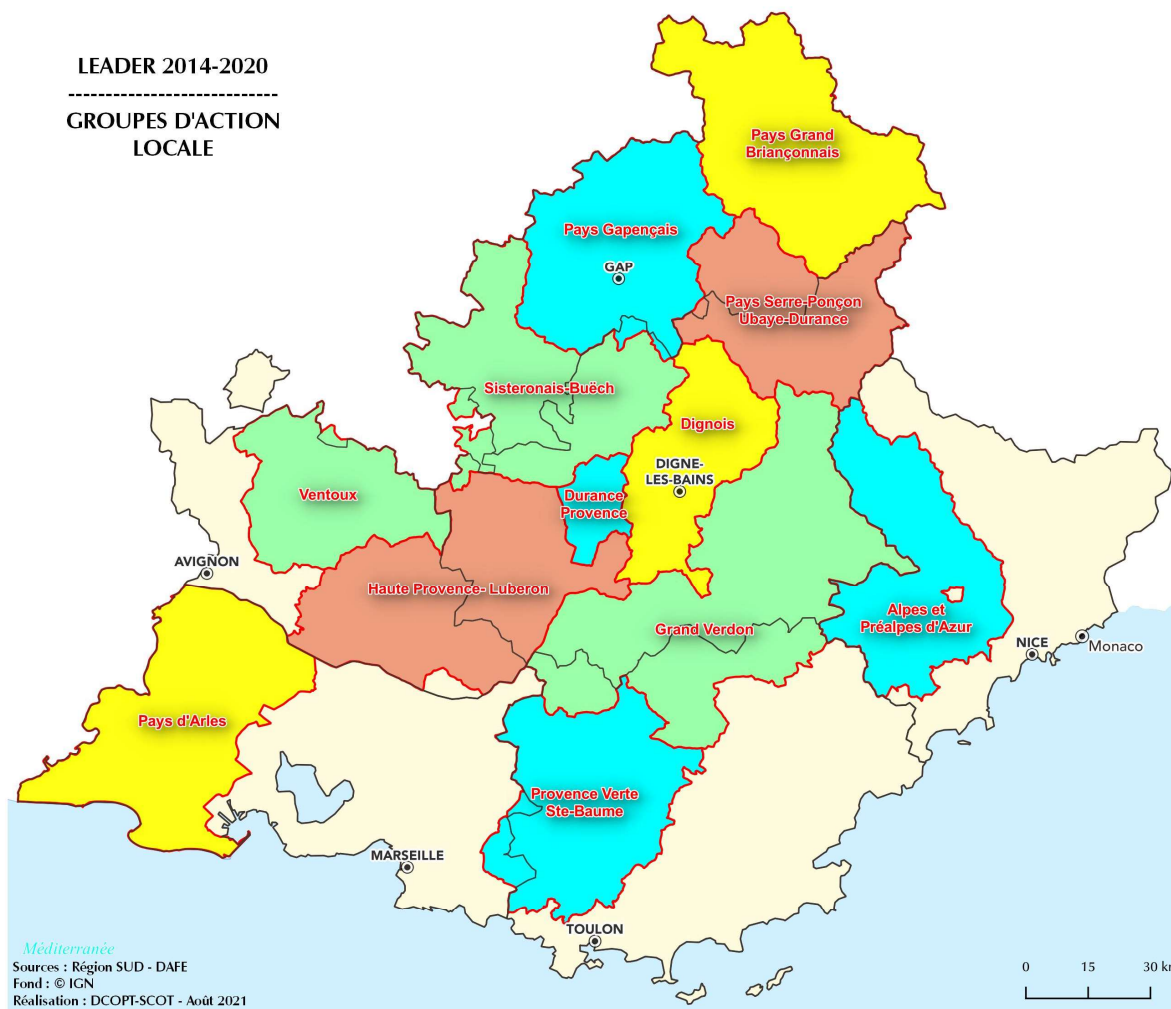 LEADER 2014-2020
----------------------------
GROUPES D'ACTION
LOCALE
Pays Grand
Briançonnais
Pays Gapençais
GAP
Pays Serre-Ponçon
Ubaye-Durance
Sisteronais-Buëch
Dignois
DIGNE-
LES-BAINS
Durance
Provence
Ventoux
AVIGNON
Haute Provence- Luberon
Grand Verdon
Alpes et
Préalpes d'Azur
NICE
Monaco
Pays d'Arles
Provence Verte
Ste-Baume
MARSEILLE
TOULON
Méditerranée
Sources : Région SUD - DAFE
Fond : © IGN
Réalisation : DCOPT-SCOT - Août 2021
0 15 30 km